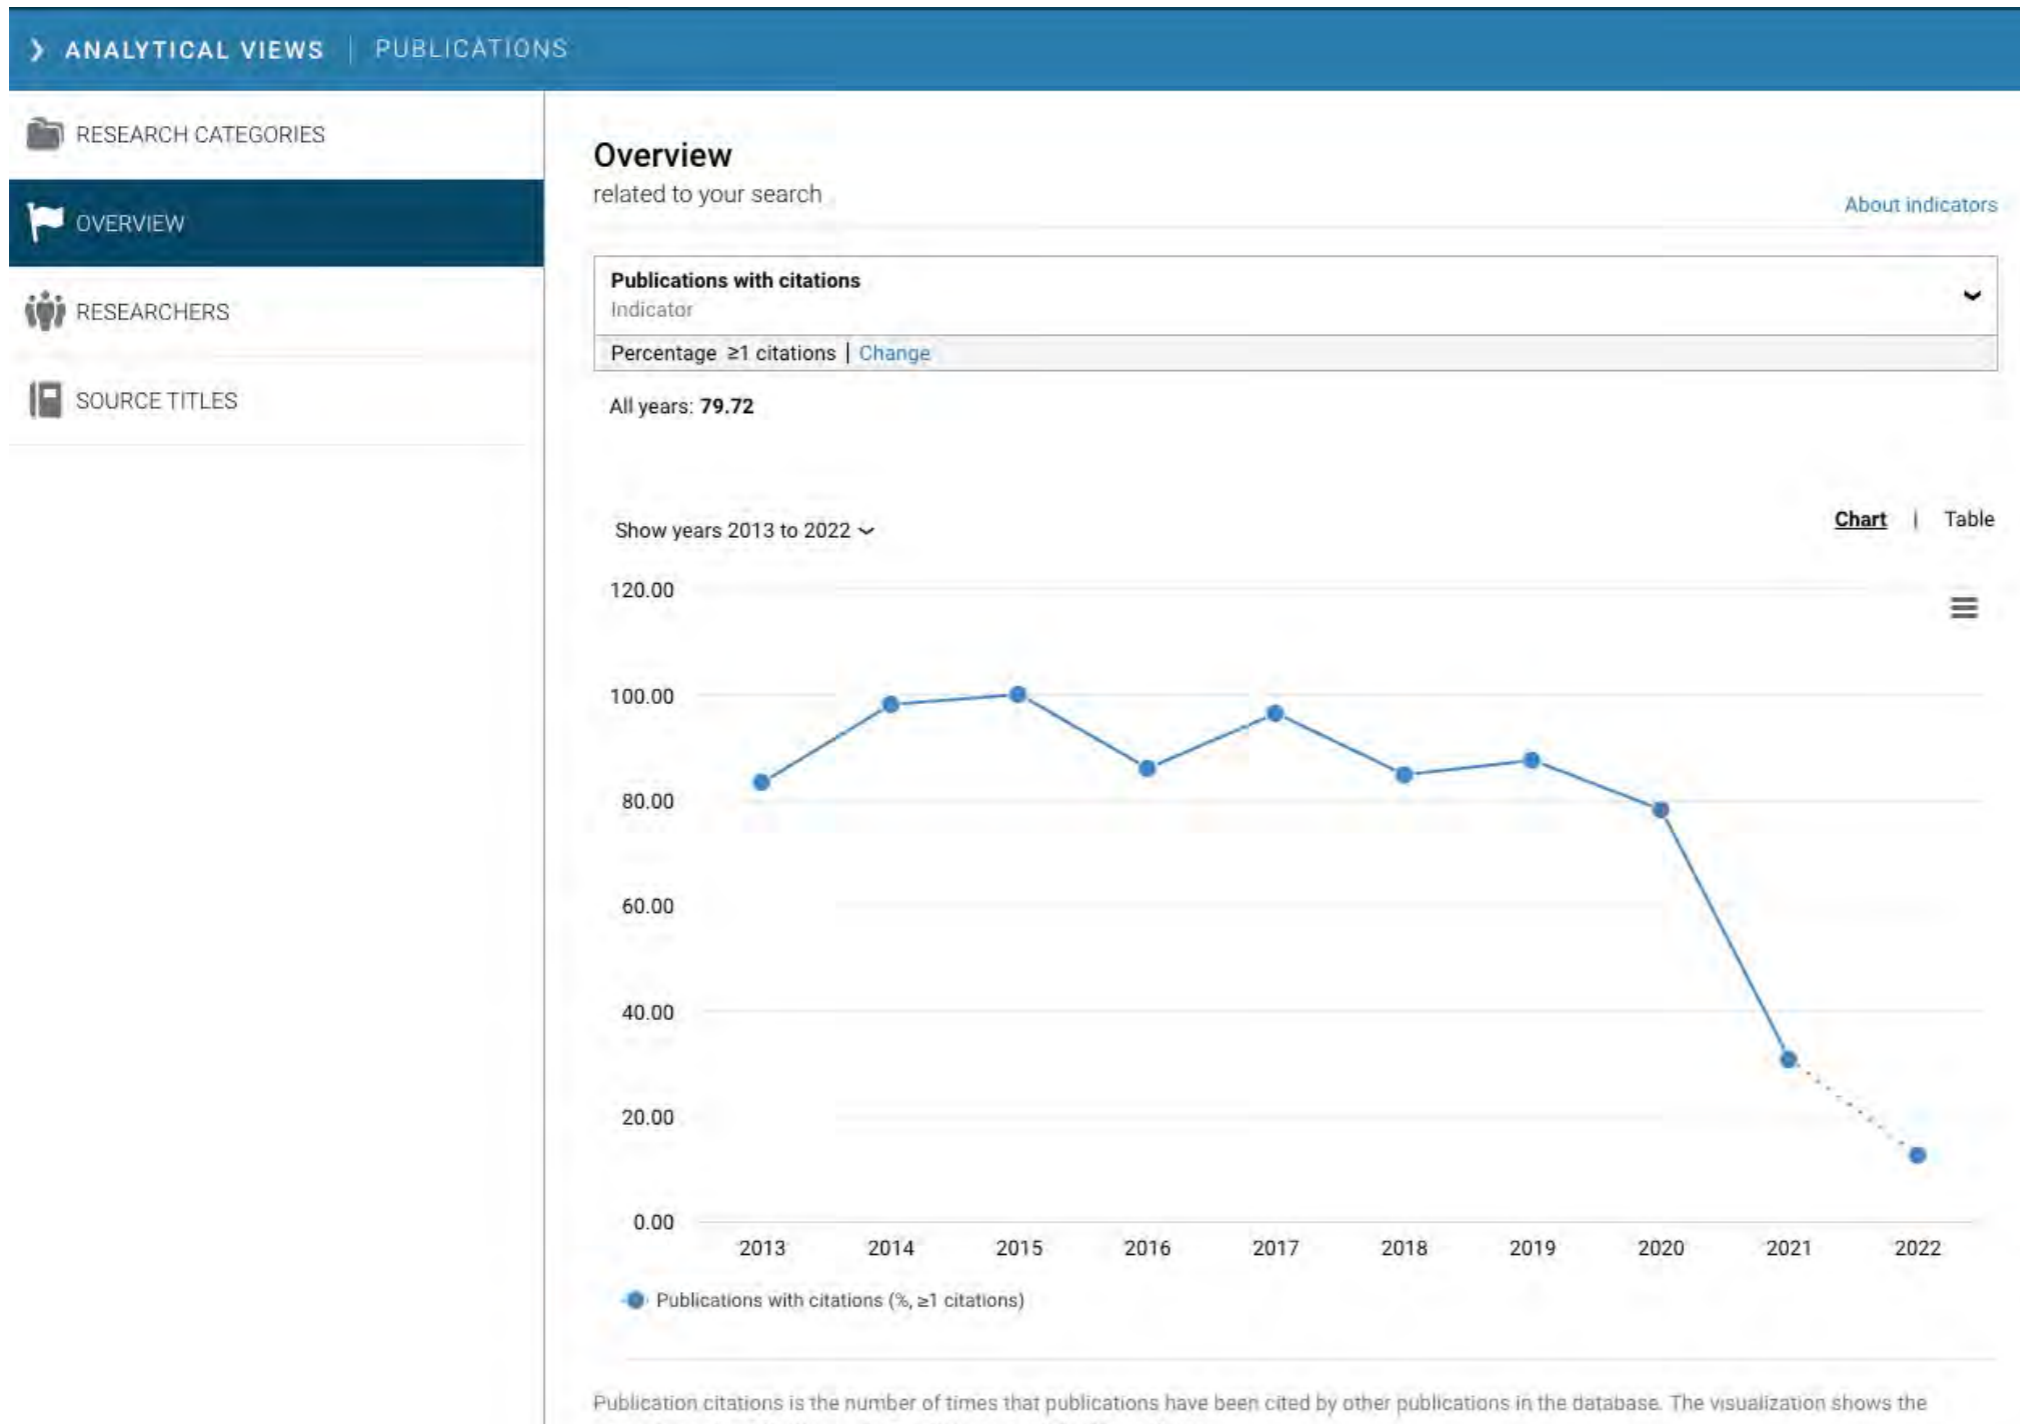 ❯ ANALYTICAL VIEWS | PUBLICATIONS
RESEARCH CATEGORIES
OVERVIEW
RESEARCHERS
SOURCE TITLES
Overview
related to your search
About indicators
Publications with citations
Indicator
Percentage ≥1 citations | Change
All years: 79.72
Show years 2013 to 2022
Chart | Table
120.00
100.00
80.00
60.00
40.00
20.00
0.00
2013 2014 2015 2016 2017 2018 2019 2020 2021 2022
Publications with citations (%, ≥1 citations)
Publication citations is the number of times that publications have been cited by other publications in the database. The visualization shows the